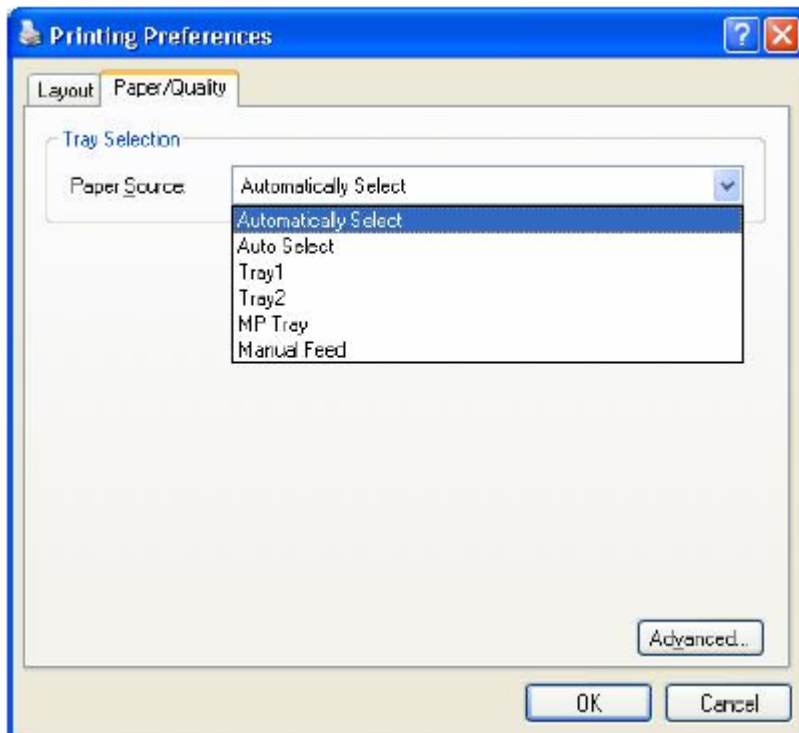 Printing Preferences
Layout Paper/Quality
Tray Selection
Paper Source: Automatically Select
Automatically Select
Auto Select
Tray1
Tray2
MP Tray
Manual Feed
Advanced...
OK Cancel